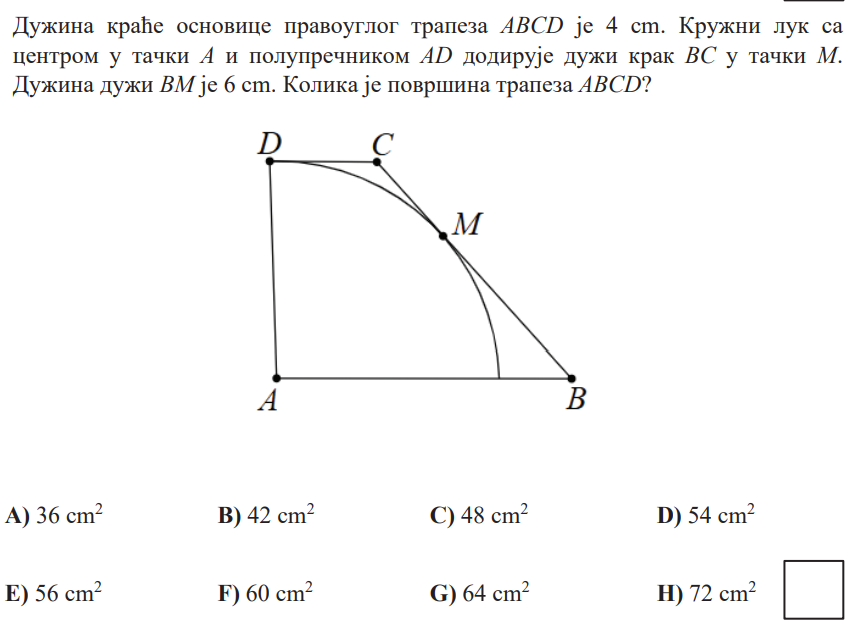 Дужина краће основице правоуглог трапеза ABCD је 4 cm. Кружни лук са
центром у тачки A и полупречником AD додирује дужи крак BC у тачки M.
Дужина дужи BM је 6 cm. Колика је површина трапеза ABCD?
D C
M
A B
A) 36 cm² B) 42 cm² C) 48 cm² D) 54 cm²
E) 56 cm² F) 60 cm² G) 64 cm² H) 72 cm²